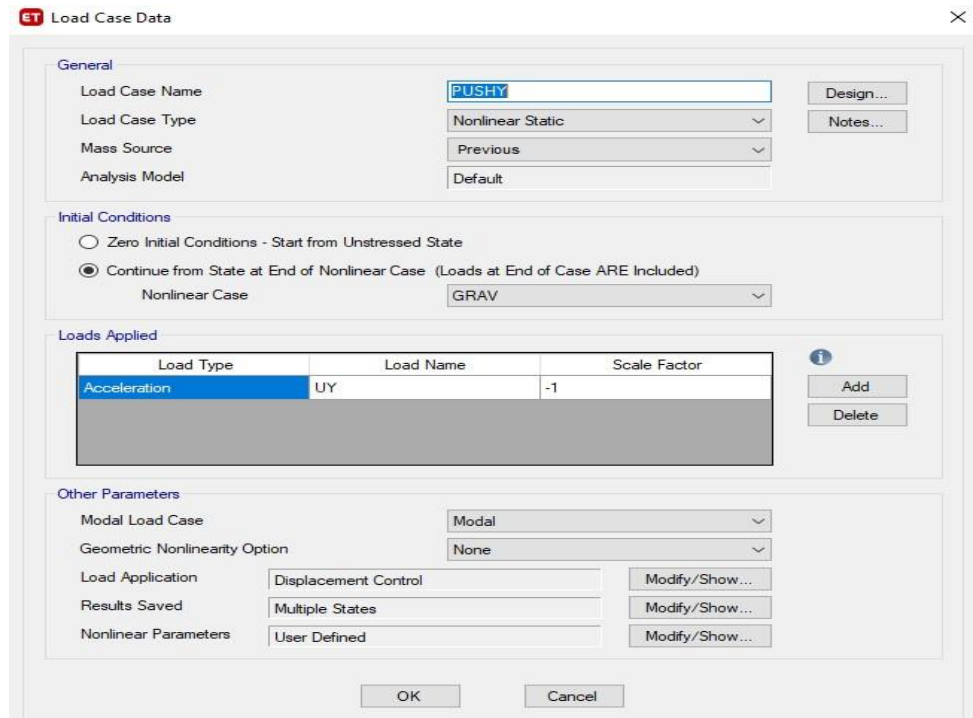 ET Load Case Data
General
Load Case Name PUSHY Design...
Load Case Type Nonlinear Static Notes...
Mass Source Previous
Analysis Model Default
Initial Conditions
Zero Initial Conditions - Start from Unstressed State
Continue from State at End of Nonlinear Case (Loads at End of Case ARE Included)
Nonlinear Case GRAV
Loads Applied
Load Type Load Name Scale Factor
Acceleration UY -1 Add
Delete
Other Parameters
Modal Load Case Modal
Geometric Nonlinearity Option None
Load Application Displacement Control Modify/Show...
Results Saved Multiple States Modify/Show...
Nonlinear Parameters User Defined Modify/Show...
OK Cancel